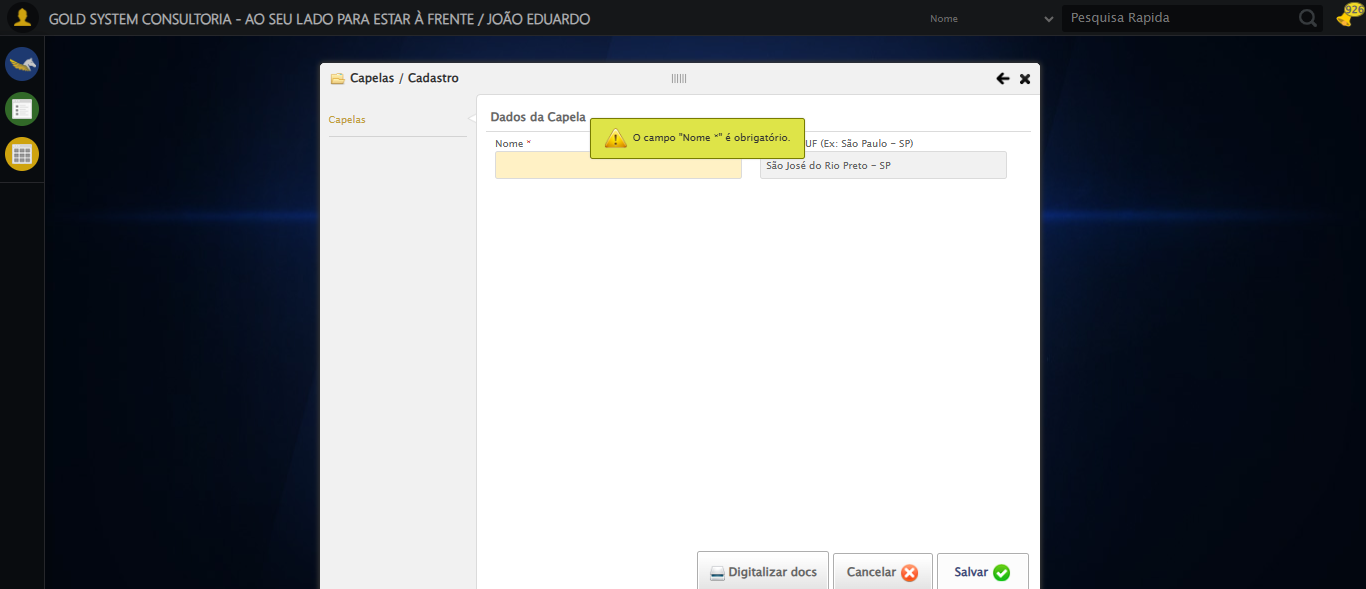 GOLD SYSTEM CONSULTORIA - AO SEU LADO PARA ESTAR À FRENTE / JOÃO EDUARDO
Nome
Pesquisa Rapida
926
Capelas / Cadastro
Capelas
Dados da Capela
O campo "Nome *" é obrigatório.
Nome *
UF (Ex: São Paulo - SP)
São José do Rio Preto - SP
Digitalizar docs
Cancelar
Salvar